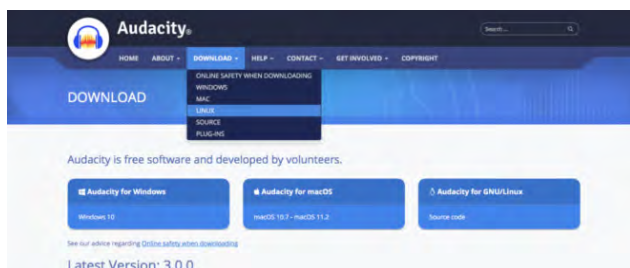 Audacity®
Search...
HOME ABOUT DOWNLOAD HELP CONTACT GET INVOLVED COPYRIGHT
ONLINE SAFETY WHEN DOWNLOADING
WINDOWS
MAC
LINUX
SOURCE
PLUG-INS
DOWNLOAD
Audacity is free software and developed by volunteers.
Audacity for Windows
Windows 10
Audacity for macOS
macOS 10.7 - macOS 11.2
Audacity for GNU/Linux
Source code
See our advice regarding Online safety when downloading
Latest Version: 3.0.0